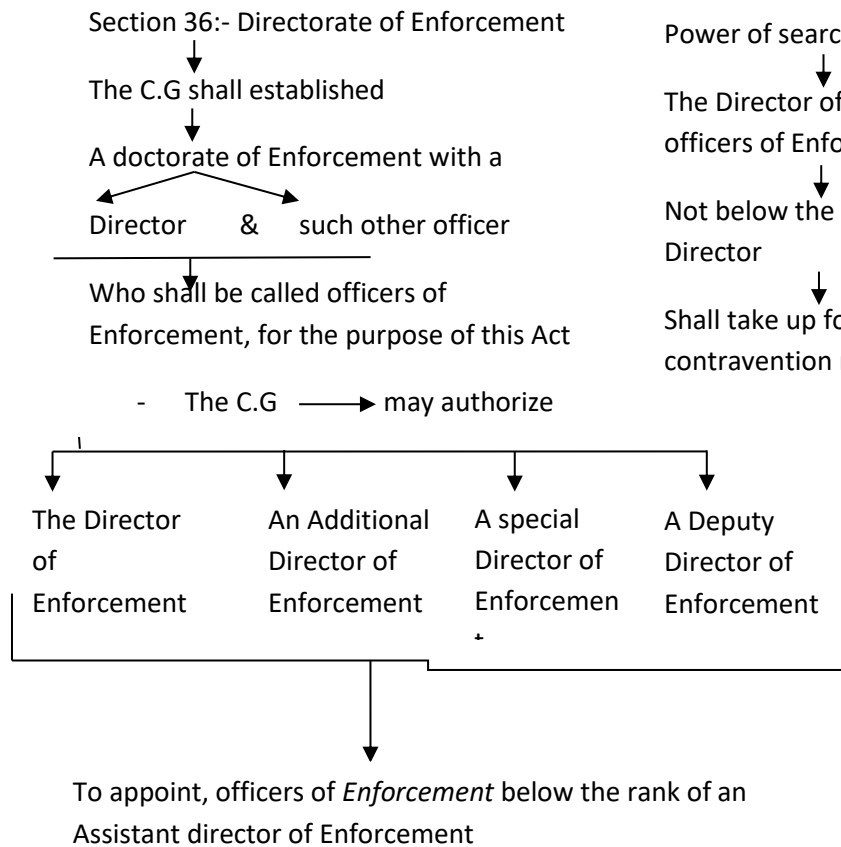 Section 36:- Directorate of Enforcement
The C.G shall established
A doctorate of Enforcement with a
Director & such other officer
Who shall be called officers of
Enforcement, for the purpose of this Act
- The C.G may authorize
The Director
of
Enforcement
An Additional
Director of
Enforcement
A special
Director of
Enforcemen
A Deputy
Director of
Enforcement
To appoint, officers of Enforcement below the rank of an
Assistant director of Enforcement
Power of
The Director of
officers of
Not below the
Director
Shall take up
contravention